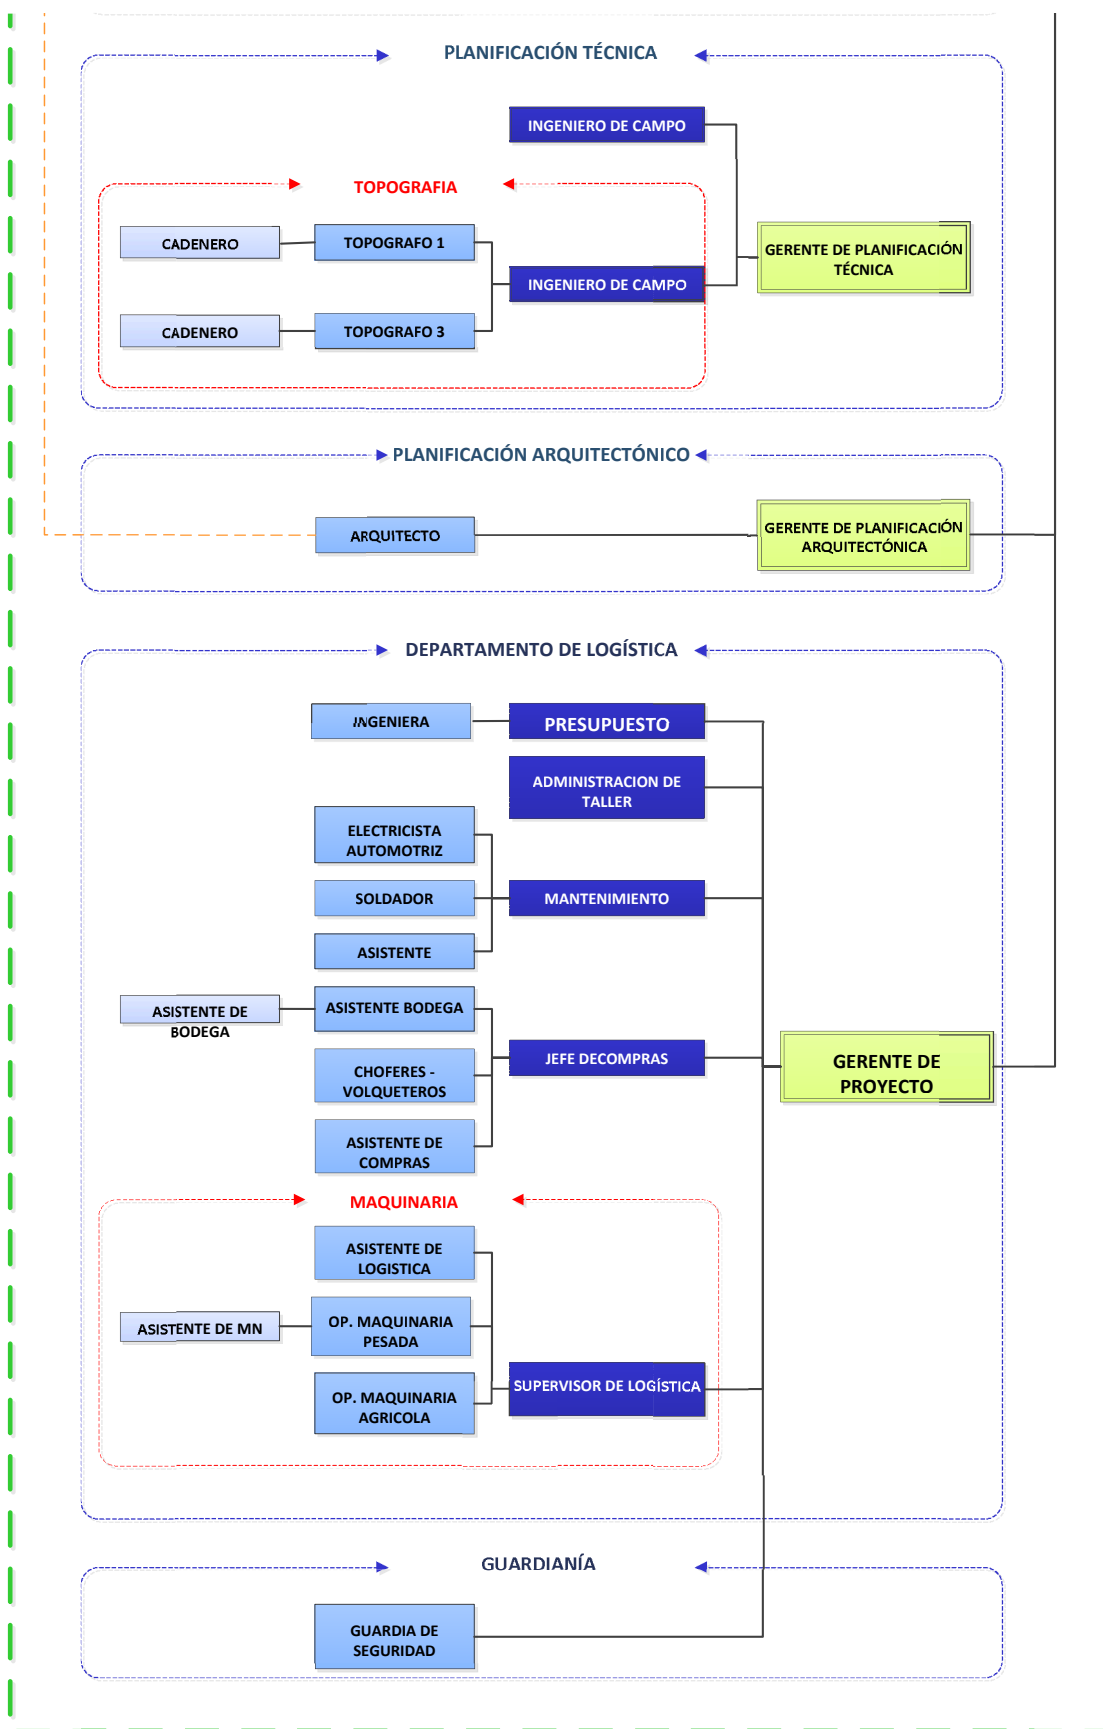 PLANIFICACIÓN TÉCNICA
INGENIERO DE CAMPO
TOPOGRAFIA
CADENERO
TOPOGRAFO 1
GERENTE DE PLANIFICACIÓN
TÉCNICA
INGENIERO DE CAMPO
CADENERO
TOPOGRAFO 3
PLANIFICACIÓN ARQUITECTÓNICO
ARQUITECTO
GERENTE DE PLANIFICACIÓN
ARQUITECTÓNICA
DEPARTAMENTO DE LOGÍSTICA
INGENIERA
PRESUPUESTO
ADMINISTRACION DE
TALLER
ELECTRICISTA
AUTOMOTRIZ
SOLDADOR
MANTENIMIENTO
ASISTENTE
ASISTENTE DE
BODEGA
ASISTENTE BODEGA
CHOFERES -
VOLQUETEROS
JEFE DECOMPRAS
GERENTE DE
PROYECTO
ASISTENTE DE
COMPRAS
MAQUINARIA
ASISTENTE DE
LOGISTICA
ASISTENTE DE MN
OP. MAQUINARIA
PESADA
OP. MAQUINARIA
AGRICOLA
SUPERVISOR DE LOGÍSTICA
GUARDIANÍA
GUARDIA DE
SEGURIDAD